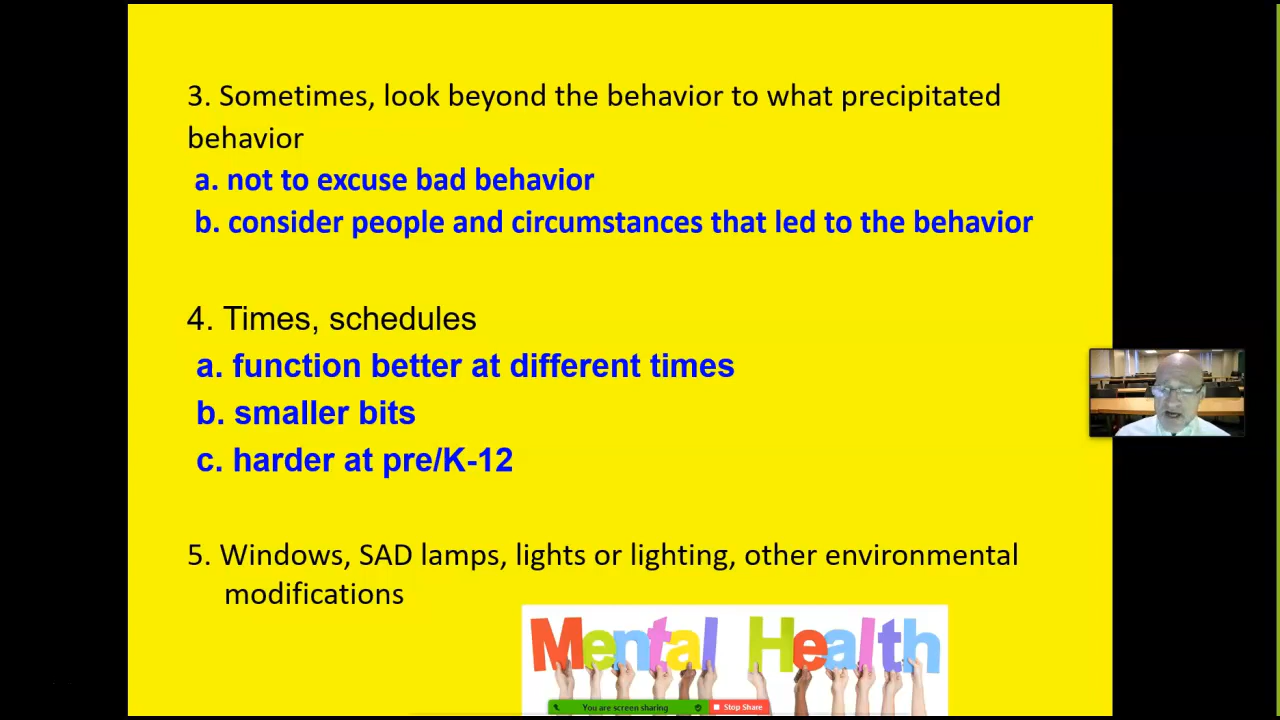 3. Sometimes, look beyond the behavior to what precipitated
behavior
a. not to excuse bad behavior
b. consider people and circumstances that led to the behavior
4. Times, schedules
a. function better at different times
b. smaller bits
c. harder at pre/K-12
5. Windows, SAD lamps, lights or lighting, other environmental
modifications
Mental Health
You are screen sharing
Stop Share